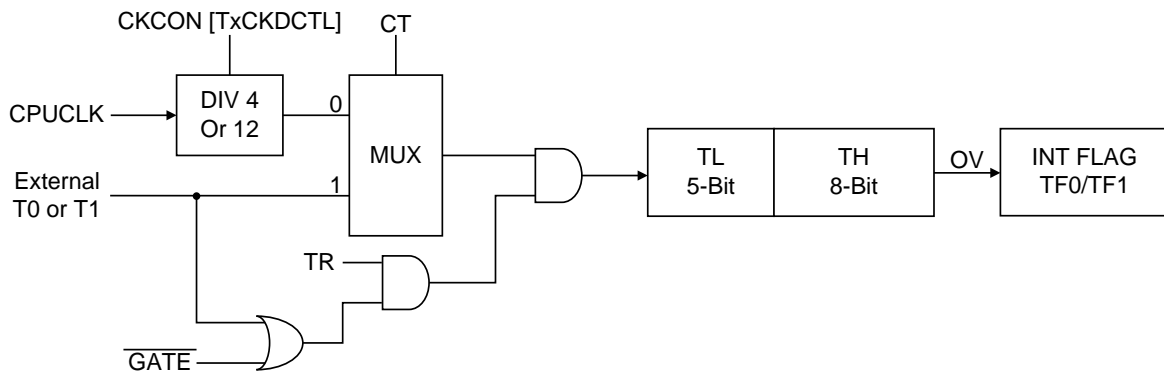 CKCON [TxCKDCTL]
CT
CPUCLK
DIV 4
Or 12
0
MUX
External
T0 or T1
1
TL
5-Bit
TH
8-Bit
OV
INT FLAG
TF0/TF1
TR
GATE